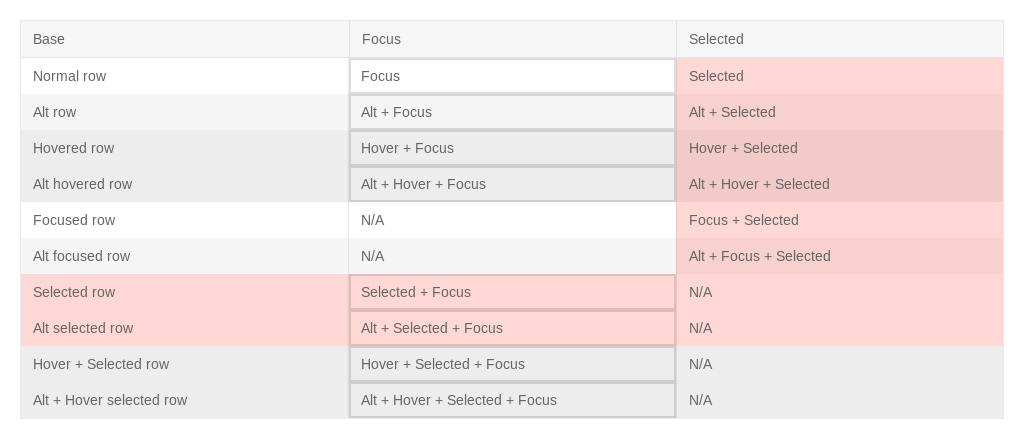 Base Focus Selected
Normal row Focus Selected
Alt row Alt + Focus Alt + Selected
Hovered row Hover + Focus Hover + Selected
Alt hovered row Alt + Hover + Focus Alt + Hover + Selected
Focused row N/A Focus + Selected
Alt focused row N/A Alt + Focus + Selected
Selected row Selected + Focus N/A
Alt selected row Alt + Selected + Focus N/A
Hover + Selected row Hover + Selected + Focus N/A
Alt + Hover selected row Alt + Hover + Selected + Focus N/A